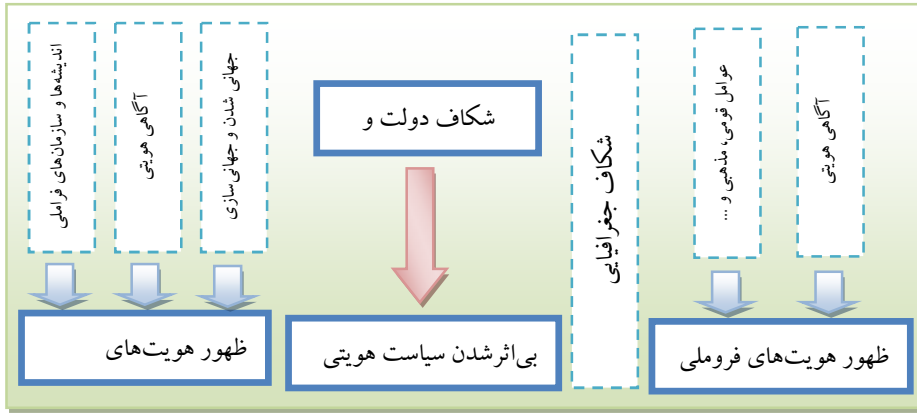 آگاهی هویتی
عوامل قومی، مذهبی و ...
ظهور هویت‌های فروملی
شکاف جغرافیایی
شکاف دولت و
بی‌اثرشدن سیاست هویتی
جهانی شدن و جهانی‌سازی
آگاهی هویتی
اندیشه‌ها و سازمان‌های فراملی
ظهور هویت‌های